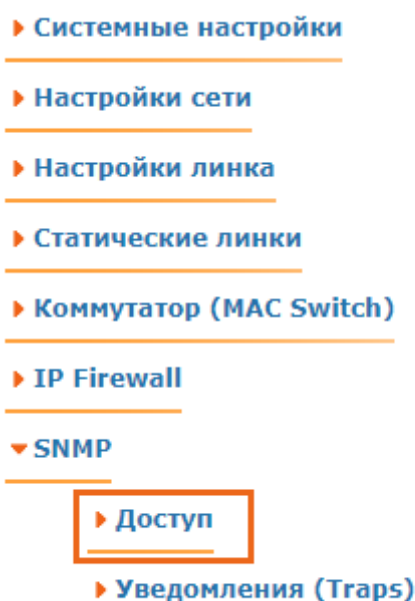 Системные настройки
Настройки сети
Настройки линка
Статические линки
Коммутатор (MAC Switch)
IP Firewall
SNMP
Доступ
Уведомления (Traps)